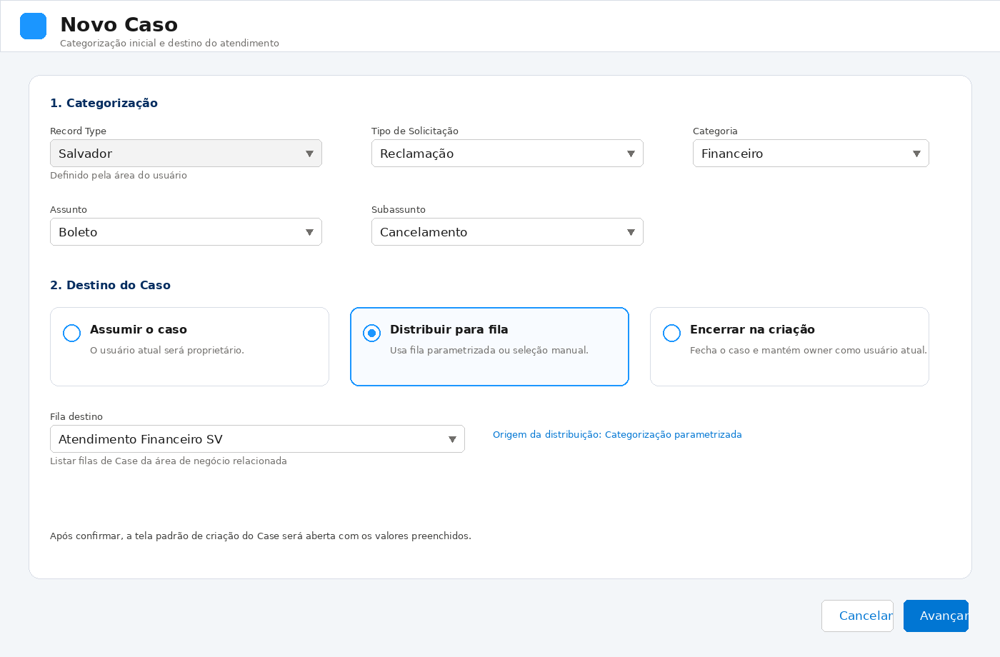 Novo Caso
Categorização inicial e destino do atendimento
1. Categorização
Record Type
Salvador
Definido pela área do usuário
Tipo de Solicitação
Reclamação
Categoria
Financeiro
Assunto
Boleto
Subassunto
Cancelamento
2. Destino do Caso
Assumir o caso
O usuário atual será proprietário.
Distribuir para fila
Usa fila parametrizada ou seleção manual.
Encerrar na criação
Fecha o caso e mantém owner como usuário atual.
Fila destino
Atendimento Financeiro SV
Listar filas de Case da área de negócio relacionada
Origem da distribuição: Categorização parametrizada
Após confirmar, a tela padrão de criação do Case será aberta com os valores preenchidos.
Cancelar
Avançar